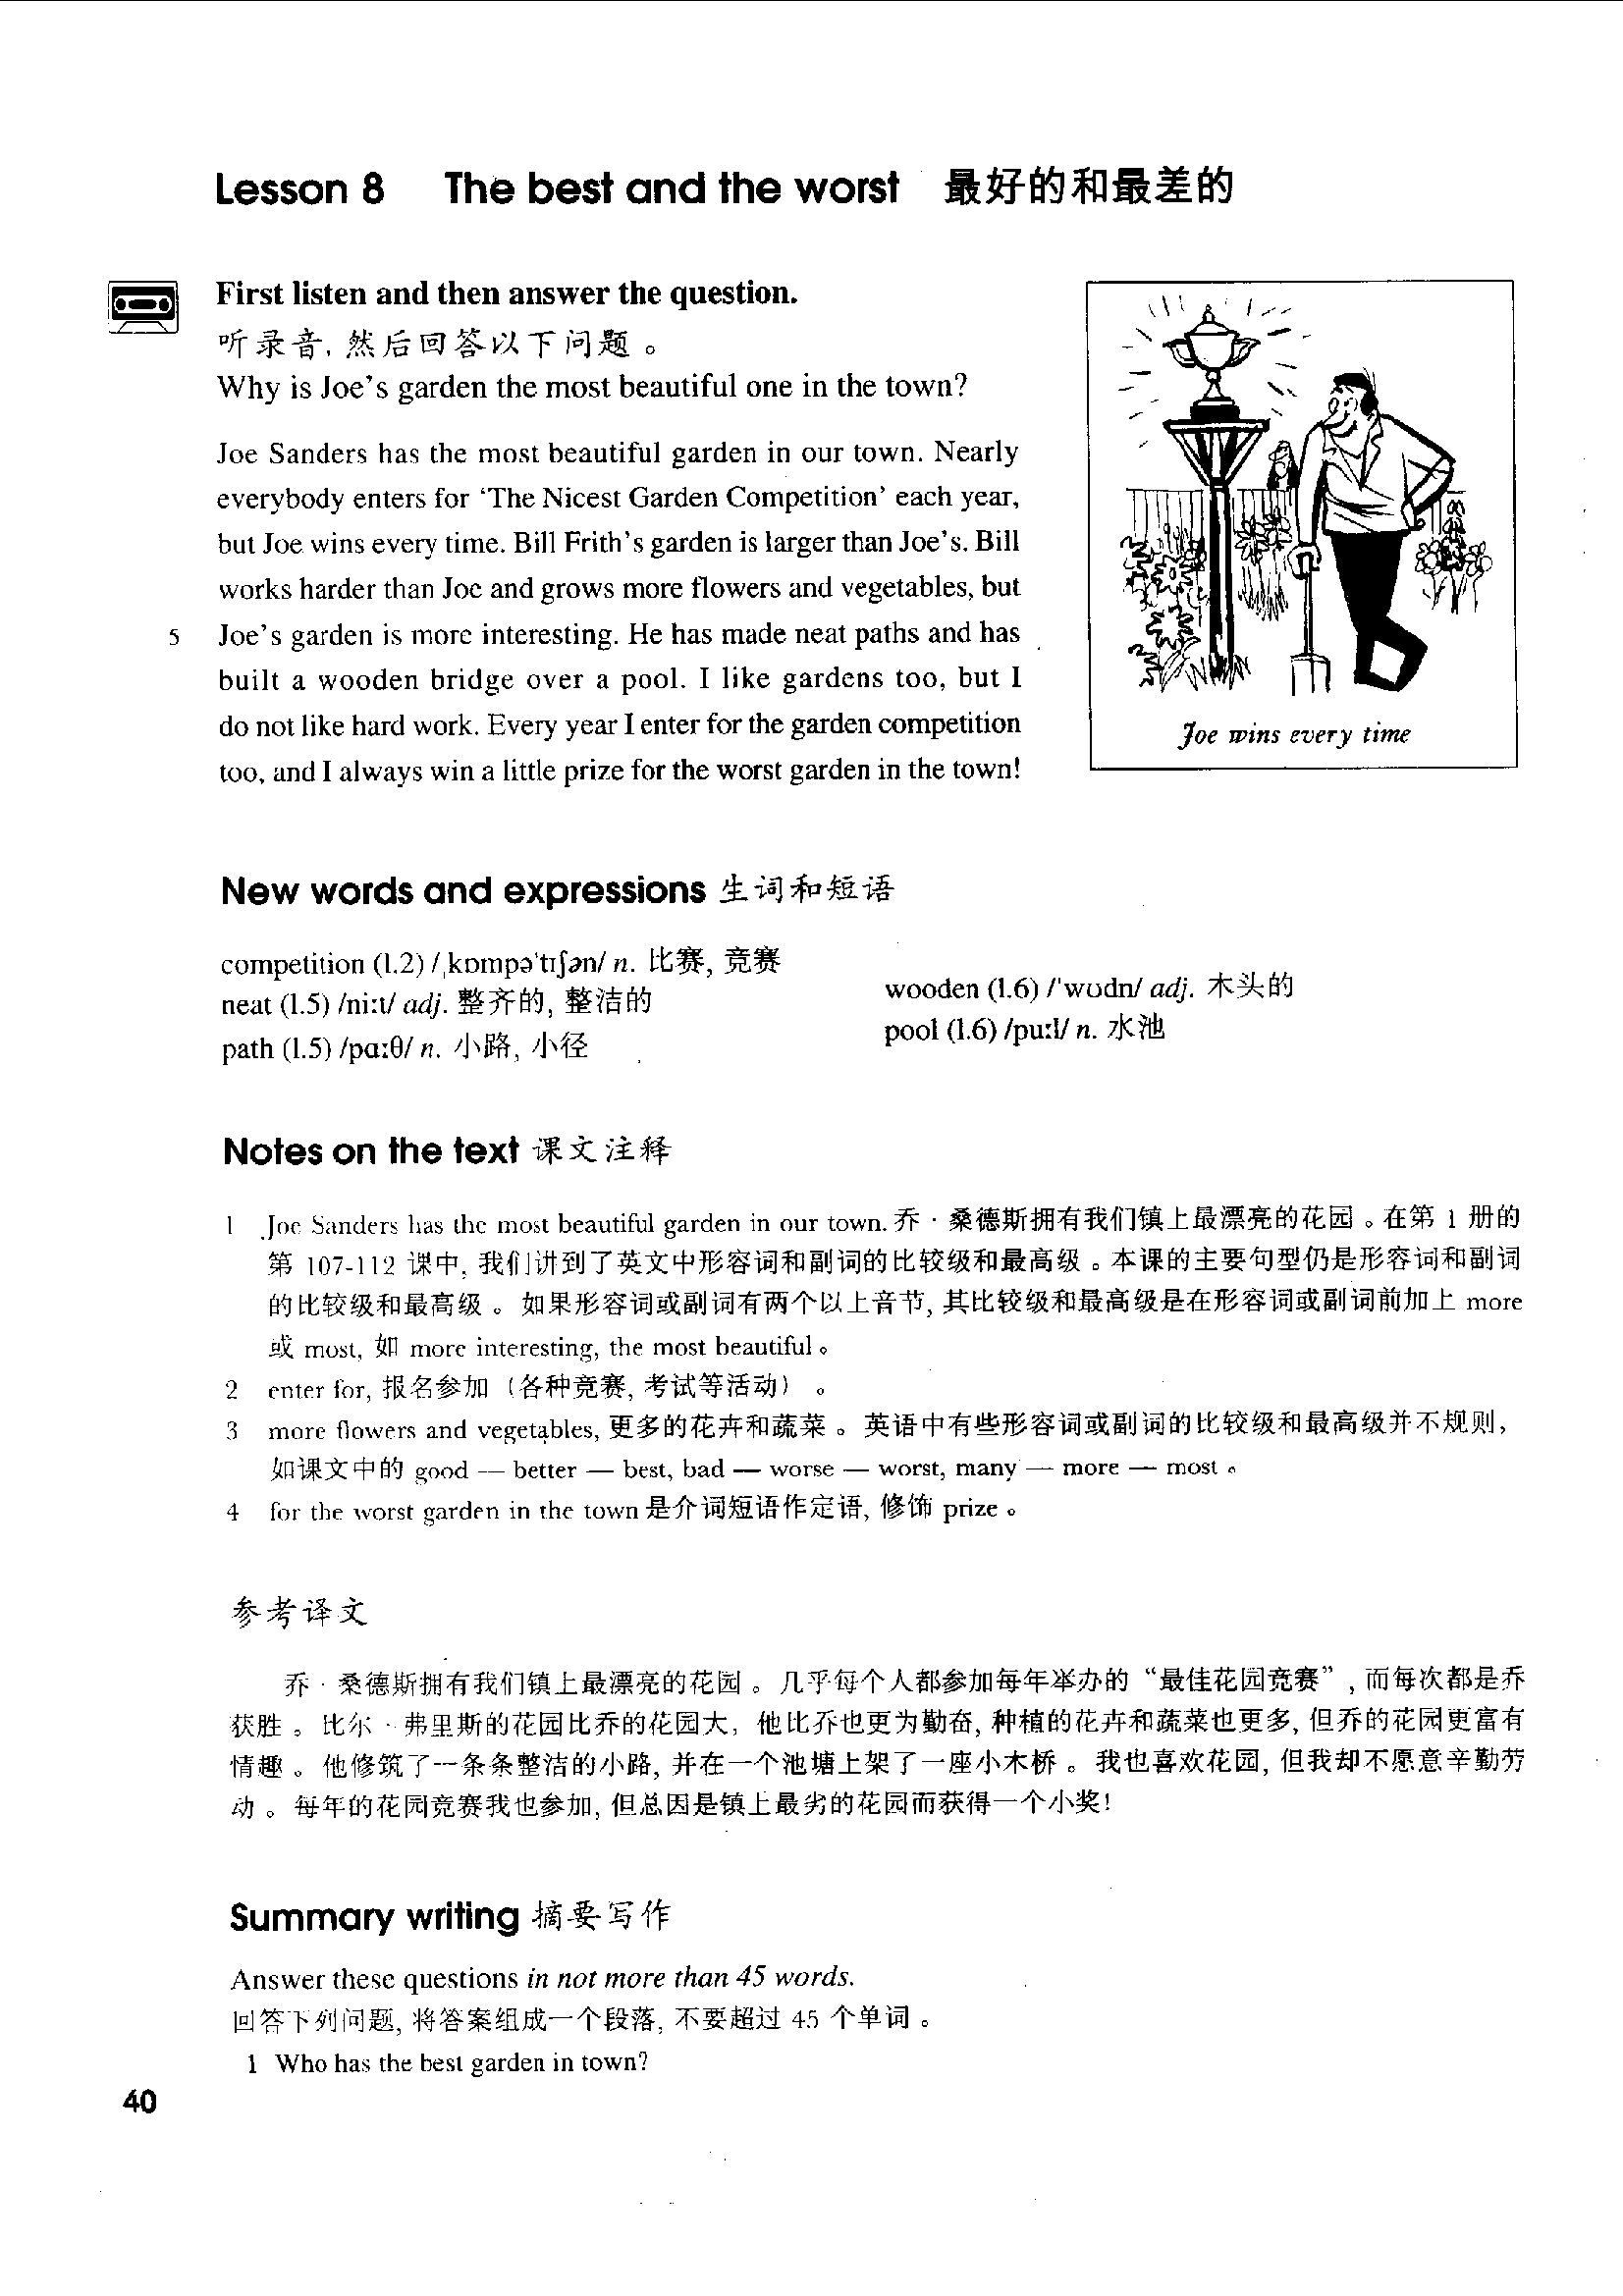 Lesson 8 The best and the worst 最好的和最差的
First listen and then answer the question.
听录音, 然后回答以下问题。
Why is Joe's garden the most beautiful one in the town?
Joe Sanders has the most beautiful garden in our town. Nearly
everybody enters for ‘The Nicest Garden Competition’ each year,
but Joe wins every time. Bill Frith's garden is larger than Joe's. Bill
works harder than Joe and grows more flowers and vegetables, but
5 Joe's garden is more interesting. He has made neat paths and has
built a wooden bridge over a pool. I like gardens too, but I
do not like hard work. Every year I enter for the garden competition
too, and I always win a little prize for the worst garden in the town!
Joe wins every time
New words and expressions 生词和短语
competition (l.2) /ˌkɒmpə'tɪʃən/ n. 比赛, 竞赛
neat (l.5) /niːt/ adj. 整齐的, 整洁的
path (l.5) /pɑːθ/ n. 小路, 小径
wooden (l.6) /'wʊdn/ adj. 木头的
pool (l.6) /puːl/ n. 水池
Notes on the text 课文注释
1 Joe Sanders has the most beautiful garden in our town. 乔·桑德斯拥有我们镇上最漂亮的花园。在第 1 册的
第 107-112 课中, 我们讲到了英文中形容词和副词的比较级和最高级。本课的主要句型仍是形容词和副词
的比较级和最高级。如果形容词或副词有两个以上音节, 其比较级和最高级是在形容词或副词前加上 more
或 most, 如 more interesting, the most beautiful。
2 enter for, 报名参加（各种竞赛, 考试等活动）。
3 more flowers and vegetables, 更多的花卉和蔬菜。英语中有些形容词或副词的比较级和最高级并不规则,
如课文中的 good — better — best, bad — worse — worst, many — more — most。
4 for the worst garden in the town 是介词短语作定语, 修饰 prize。
参考译文
乔·桑德斯拥有我们镇上最漂亮的花园。几乎每个人都参加每年举办的“最佳花园竞赛”, 而每次都是乔
获胜。比尔·弗里斯的花园比乔的花园大, 他比乔也更为勤奋, 种植的花卉和蔬菜也更多, 但乔的花园更富有
情趣。他修筑了一条条整洁的小路, 并在一个池塘上架了一座小木桥。我也喜欢花园, 但我却不愿意辛勤劳
动。每年的花园竞赛我也参加, 但总因是镇上最劣的花园而获得一个小奖!
Summary writing 摘要写作
Answer these questions in not more than 45 words.
回答下列问题, 将答案组成一个段落, 不要超过 45 个单词。
1 Who has the best garden in town?
40